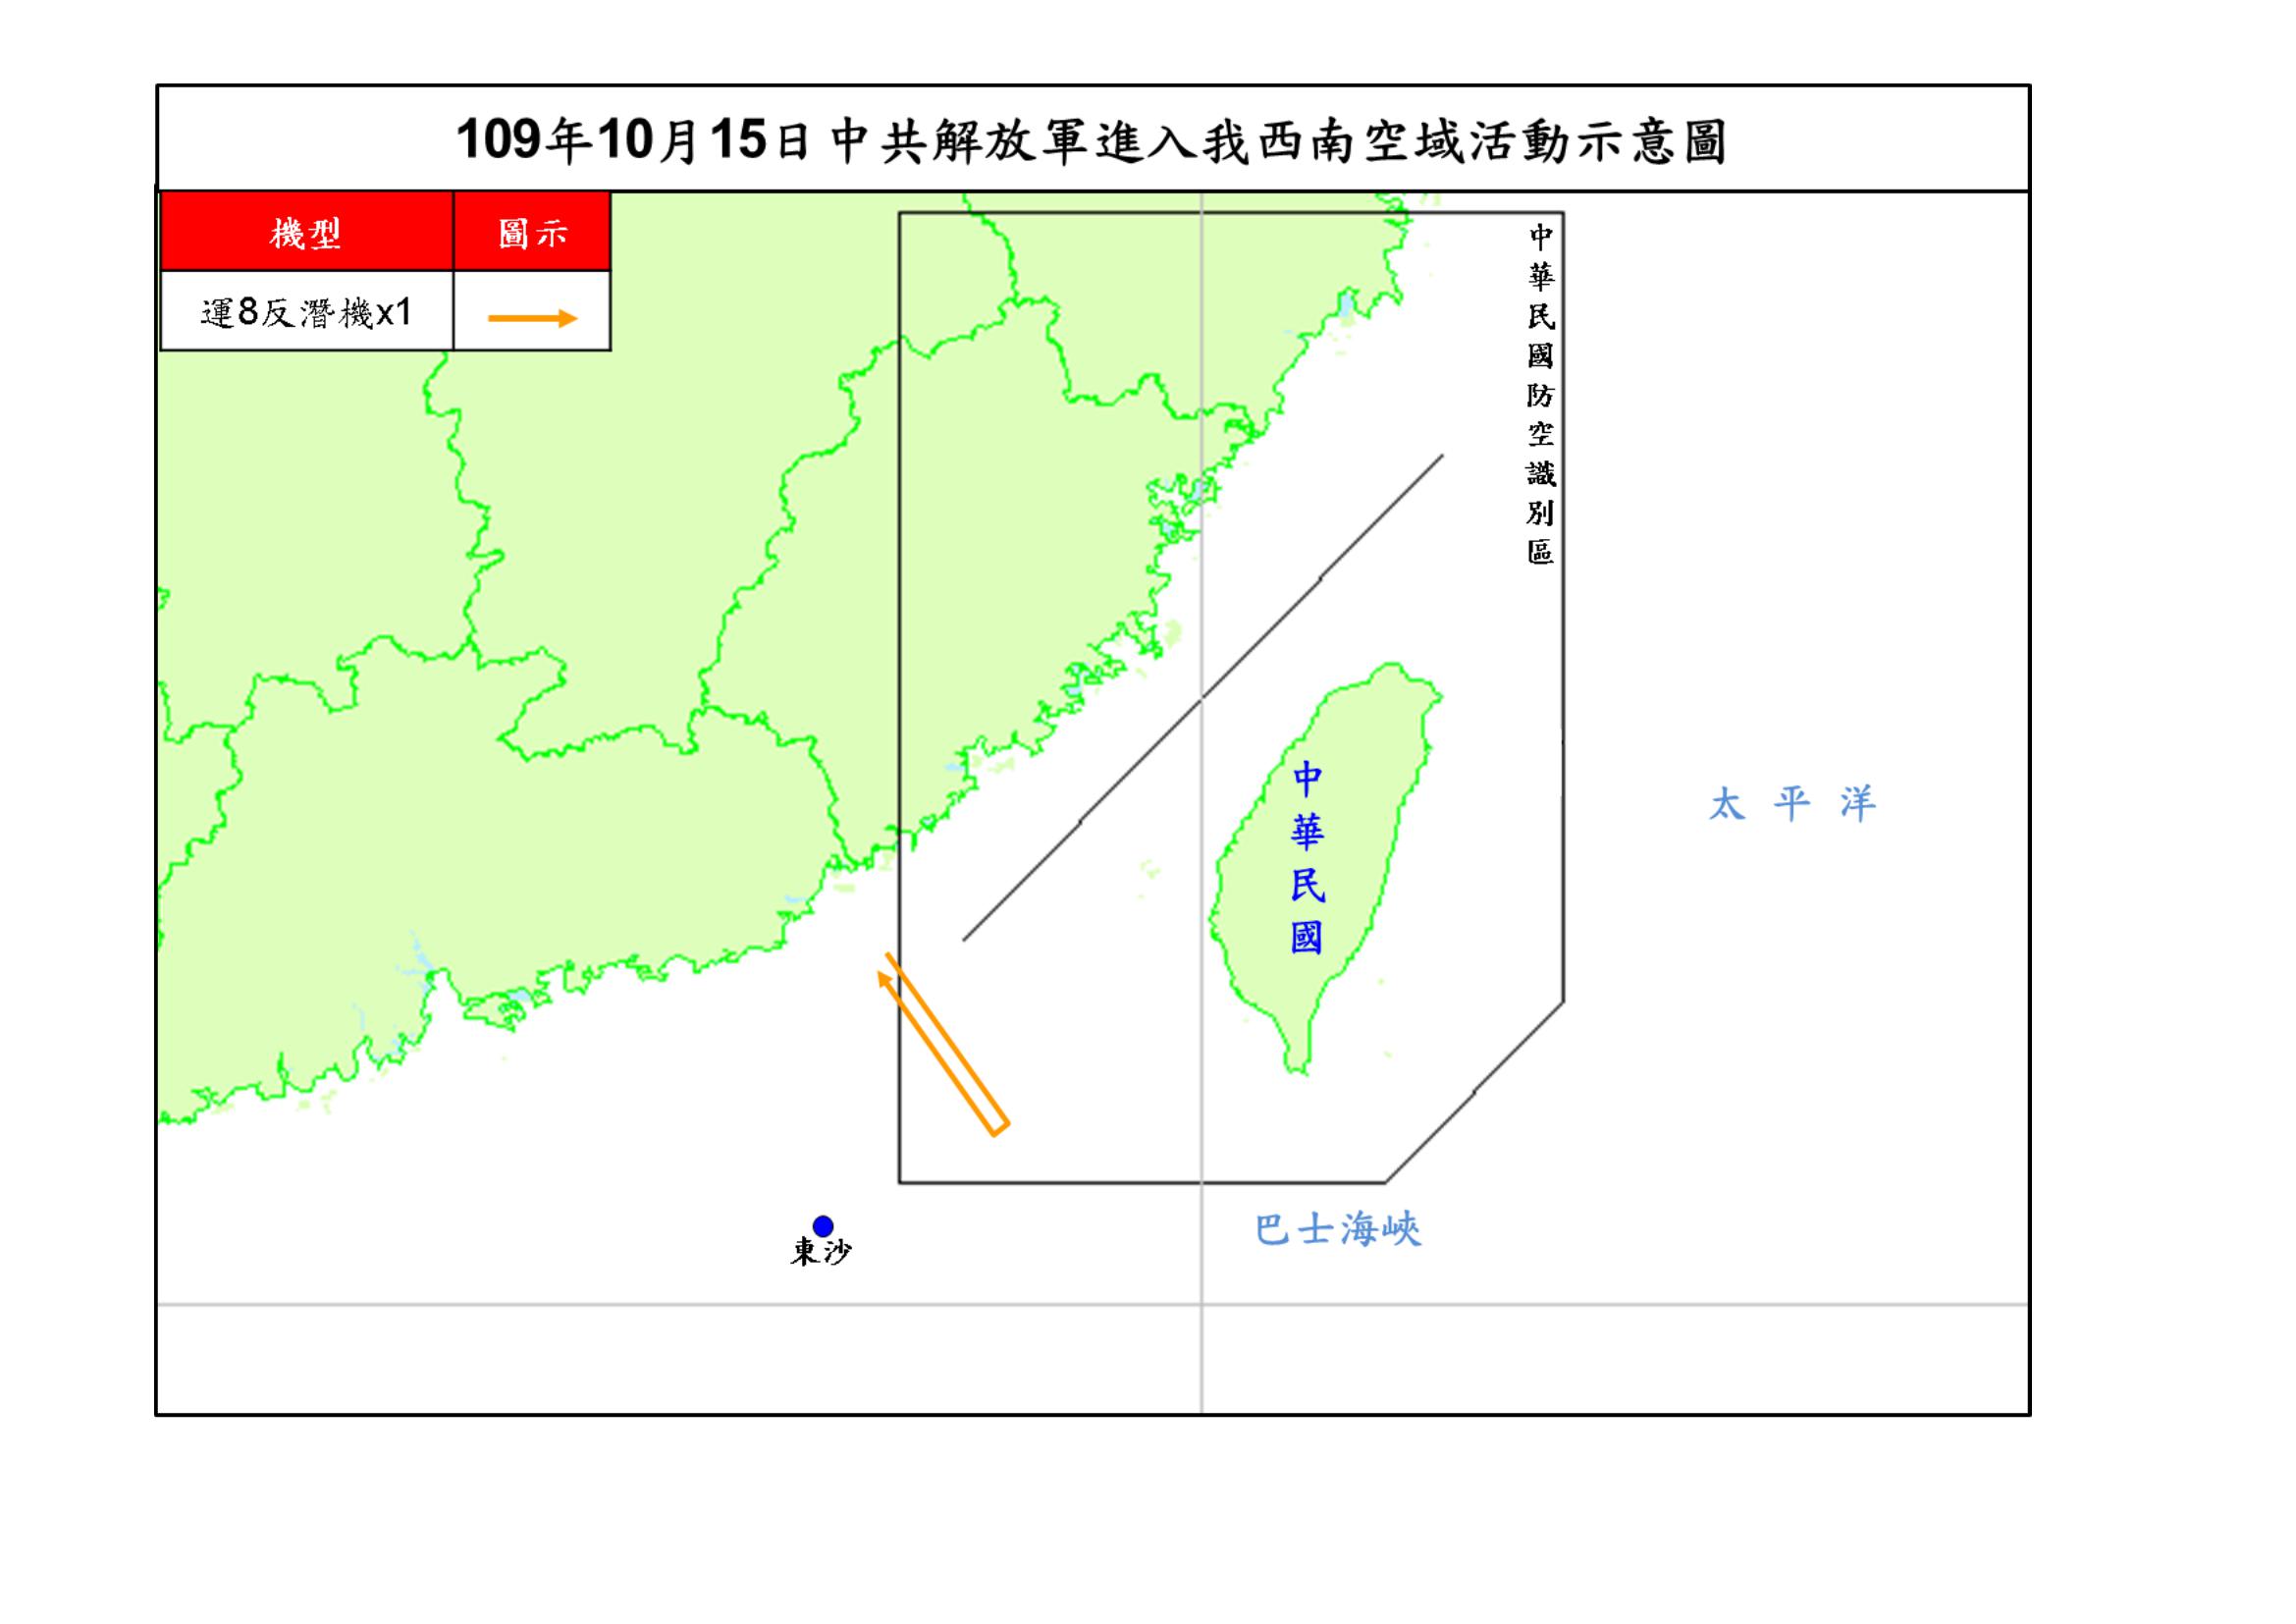 109年10月15日中共解放軍進入我西南空域活動示意圖
機型 圖示
運8反潛機x1
中華民國防空識別區
中華民國
太平洋
巴士海峽
東沙